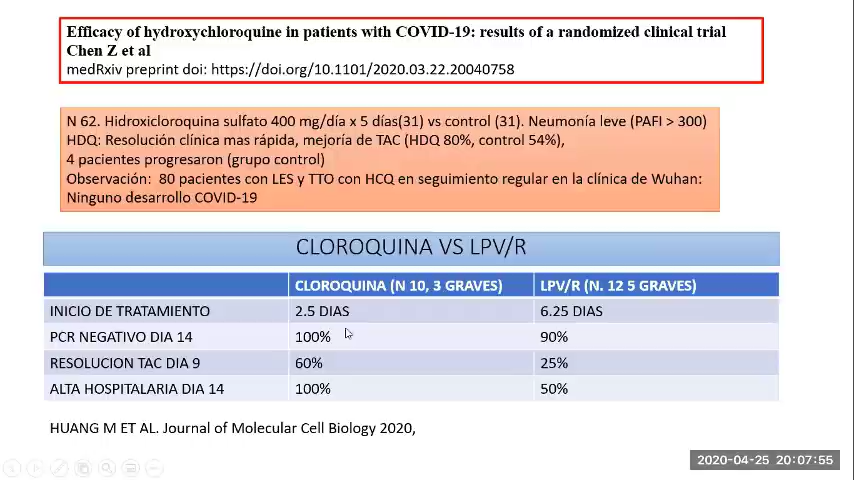 Efficacy of hydroxychloroquine in patients with COVID-19: results of a randomized clinical trial
Chen Z et al
medRxiv preprint doi: https://doi.org/10.1101/2020.03.22.20040758
N 62. Hidroxicloroquina sulfato 400 mg/día x 5 días(31) vs control (31). Neumonía leve (PAFI > 300)
HDQ: Resolución clínica mas rápida, mejoría de TAC (HDQ 80%, control 54%),
4 pacientes progresaron (grupo control)
Observación: 80 pacientes con LES y TTO con HCQ en seguimiento regular en la clínica de Wuhan:
Ninguno desarrollo COVID-19
CLOROQUINA VS LPV/R
CLOROQUINA (N 10, 3 GRAVES) LPV/R (N. 12 5 GRAVES)
INICIO DE TRATAMIENTO 2.5 DIAS 6.25 DIAS
PCR NEGATIVO DIA 14 100% 90%
RESOLUCION TAC DIA 9 60% 25%
ALTA HOSPITALARIA DIA 14 100% 50%
HUANG M ET AL. Journal of Molecular Cell Biology 2020,
2020-04-25 20:07:55